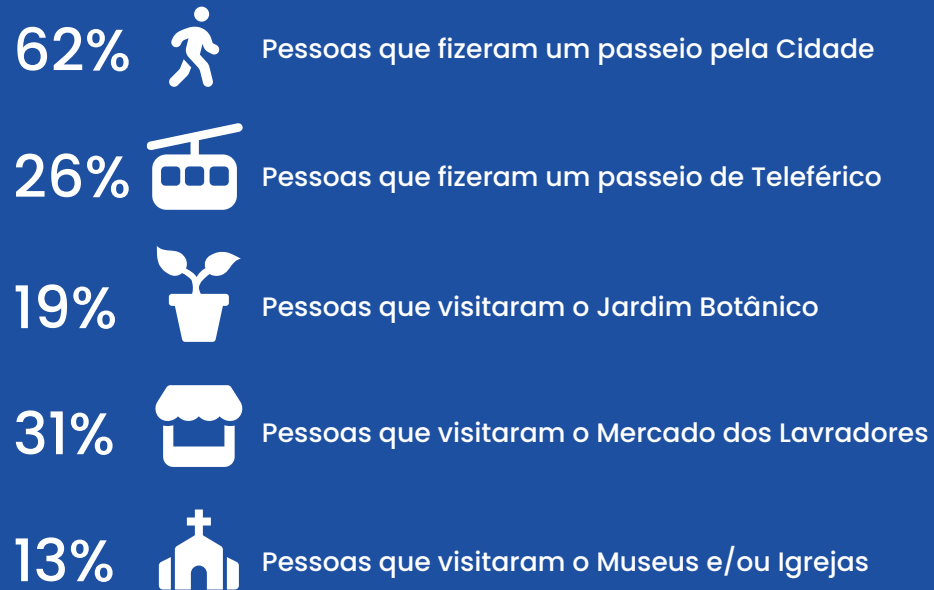 62% Pessoas que fizeram um passeio pela Cidade
26% Pessoas que fizeram um passeio de Teleférico
19% Pessoas que visitaram o Jardim Botânico
31% Pessoas que visitaram o Mercado dos Lavradores
13% Pessoas que visitaram o Museus e/ou Igrejas